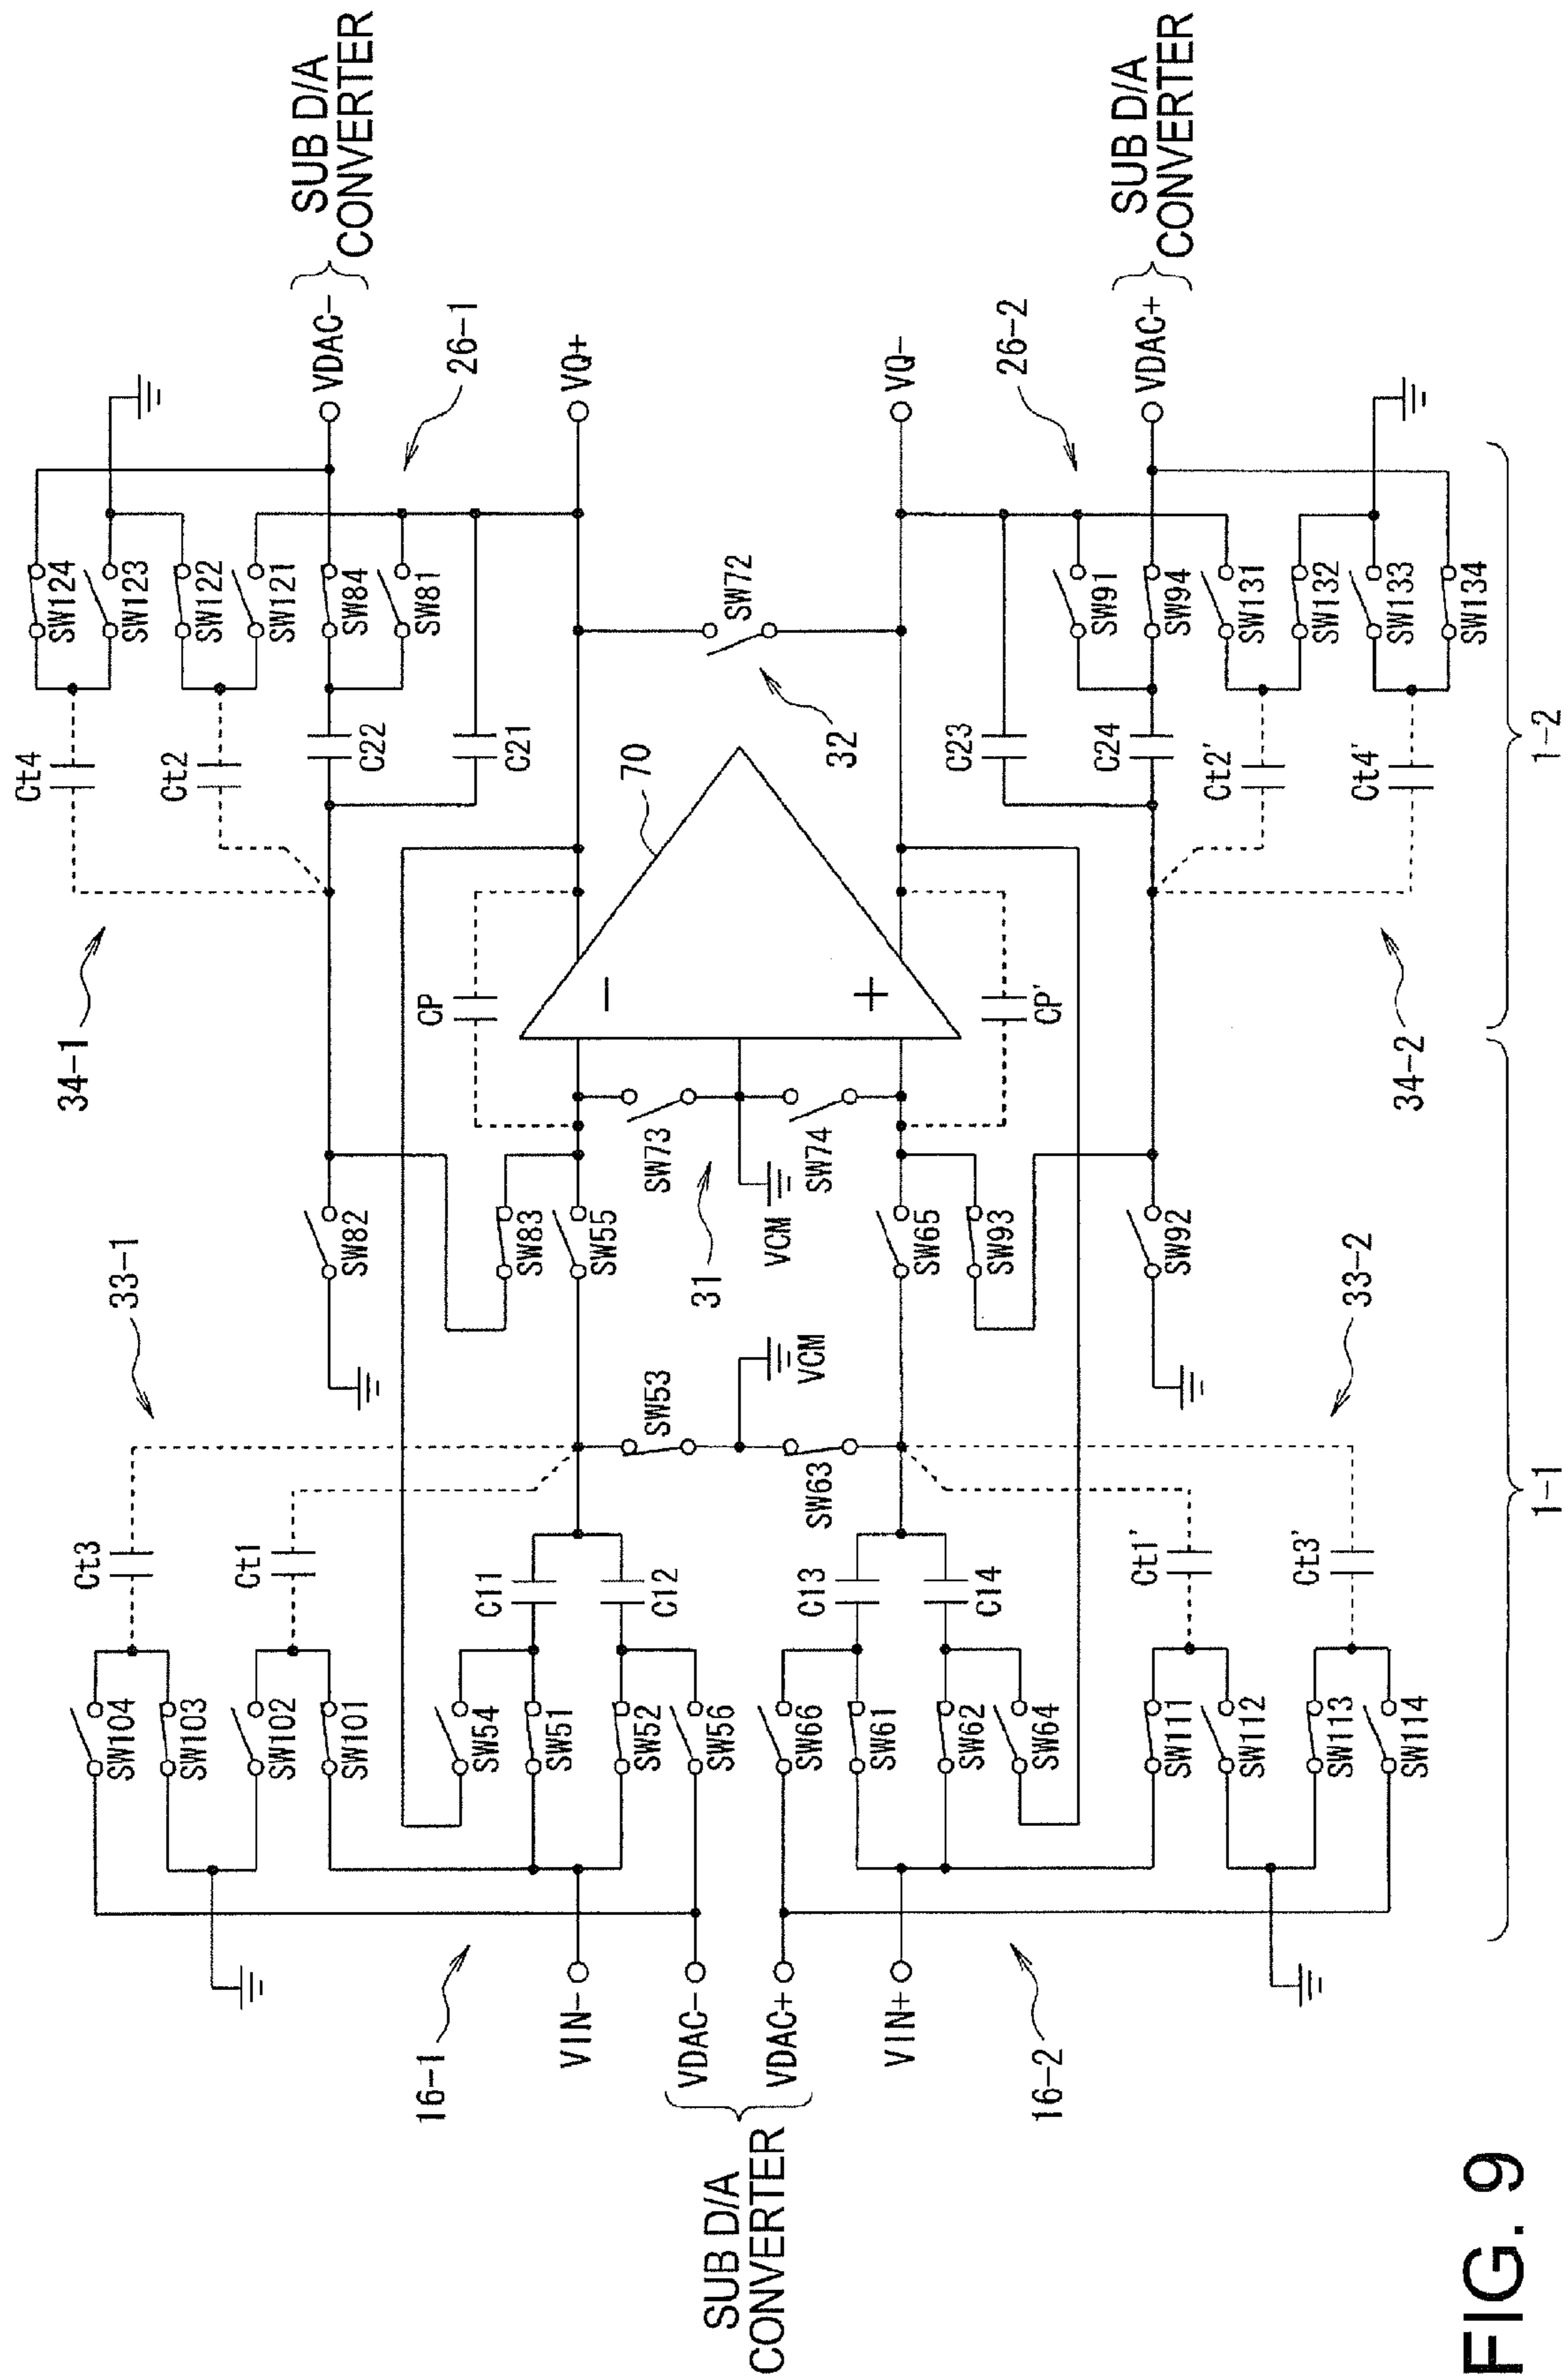 FIG. 9
SUB D/A
CONVERTER
VIN-
VDAC-
VDAC+
VIN+
16-1
16-2
SW104
SW103
SW102
SW101
SW54
SW51
SW52
SW56
SW66
SW61
SW62
SW64
SW111
SW112
SW113
SW114
Ct3
Ct1
C11
C12
C13
C14
Ct1'
Ct3'
33-1
SW53
VCM
SW63
33-2
SW82
SW83
SW55
31
VCM
SW65
SW93
SW92
SW73
SW74
34-1
CP
-
+
CP'
34-2
70
Ct4
Ct2
C22
C21
32
C23
C24
Ct2'
Ct4'
SW124
SW123
SW122
SW121
SW84
SW81
SW72
SW91
SW94
SW131
SW132
SW133
SW134
26-1
26-2
VDAC-
VQ+
VQ-
VDAC+
SUB D/A
CONVERTER
SUB D/A
CONVERTER
1-1
1-2